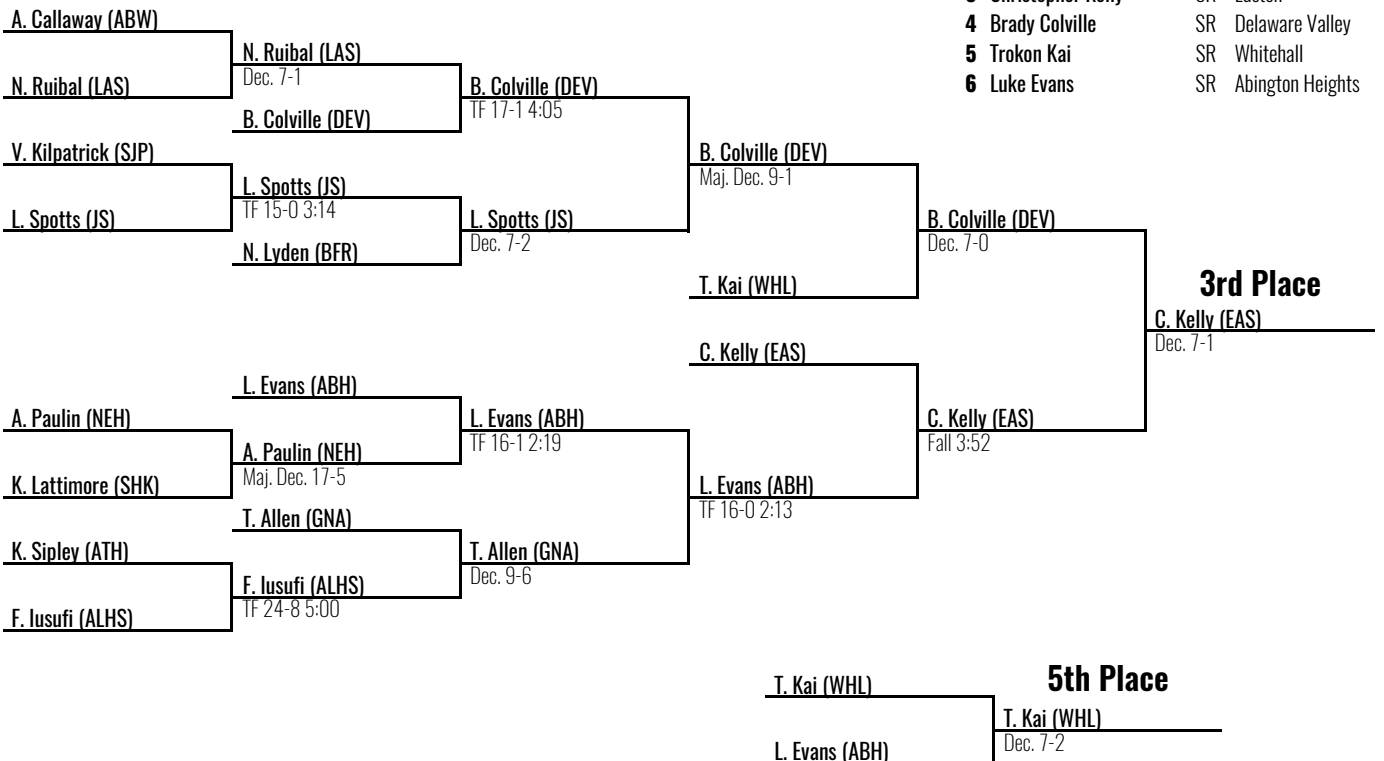 3 Christopher Kelly SR Easton
4 Brady Colville SR Delaware Valley
5 Trokon Kai SR Whitehall
6 Luke Evans SR Abington Heights
A. Callaway (ABW)
N. Ruibal (LAS)
Dec. 7-1
N. Ruibal (LAS)
B. Colville (DEV)
TF 17-1 4:05
B. Colville (DEV)
V. Kilpatrick (SJP)
B. Colville (DEV)
Maj. Dec. 9-1
L. Spotts (JS)
TF 15-0 3:14
L. Spotts (JS)
L. Spotts (JS)
Dec. 7-2
B. Colville (DEV)
Dec. 7-0
N. Lyden (BFR)
T. Kai (WHL)
3rd Place
C. Kelly (EAS)
Dec. 7-1
C. Kelly (EAS)
L. Evans (ABH)
A. Paulin (NEH)
L. Evans (ABH)
TF 16-1 2:19
C. Kelly (EAS)
Fall 3:52
A. Paulin (NEH)
Maj. Dec. 17-5
K. Lattimore (SHK)
L. Evans (ABH)
TF 16-0 2:13
T. Allen (GNA)
K. Sipley (ATH)
T. Allen (GNA)
Dec. 9-6
F. Iusufi (ALHS)
TF 24-8 5:00
F. Iusufi (ALHS)
5th Place
T. Kai (WHL)
T. Kai (WHL)
Dec. 7-2
L. Evans (ABH)